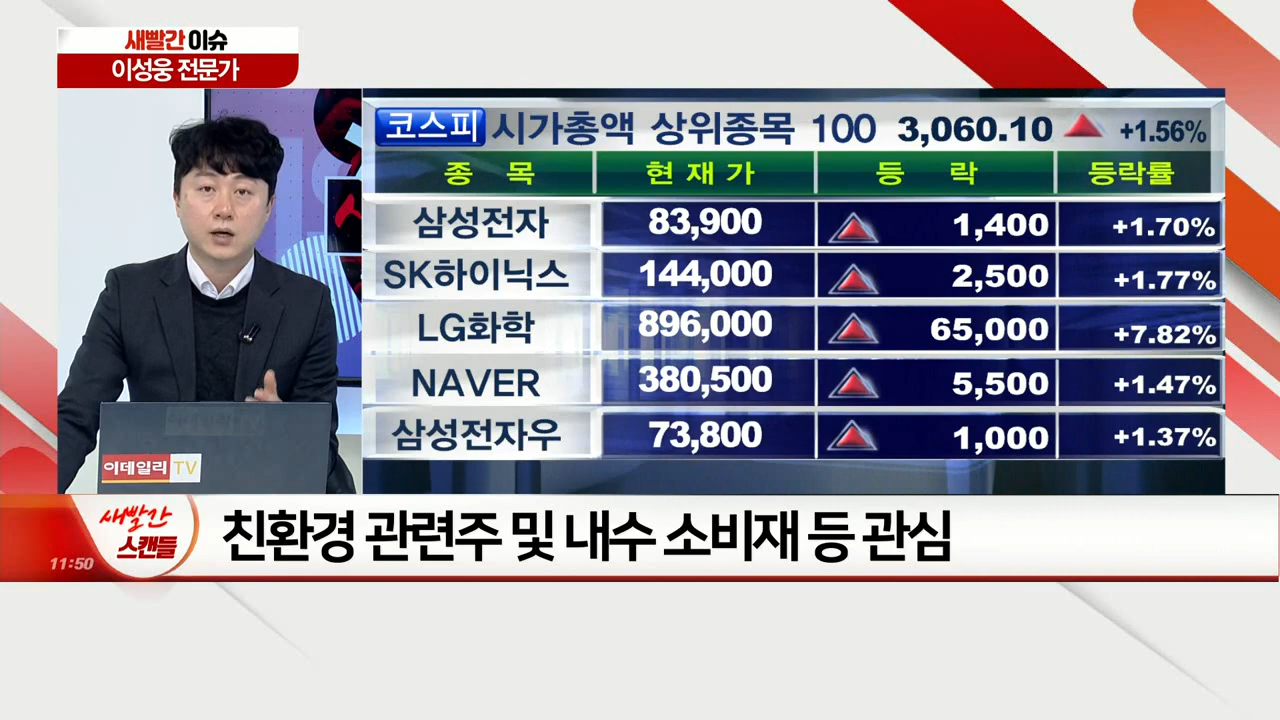 새빨간 이슈
이성웅 전문가
코스피 시가총액 상위종목 100 3,060.10 ▲ +1.56%
종 목 현 재 가 등 락 등락률
삼성전자 83,900 ▲ 1,400 +1.70%
SK하이닉스 144,000 ▲ 2,500 +1.77%
LG화학 896,000 ▲ 65,000 +7.82%
NAVER 380,500 ▲ 5,500 +1.47%
삼성전자우 73,800 ▲ 1,000 +1.37%
이데일리 TV
새빨간
스캔들
11:50
친환경 관련주 및 내수 소비재 등 관심